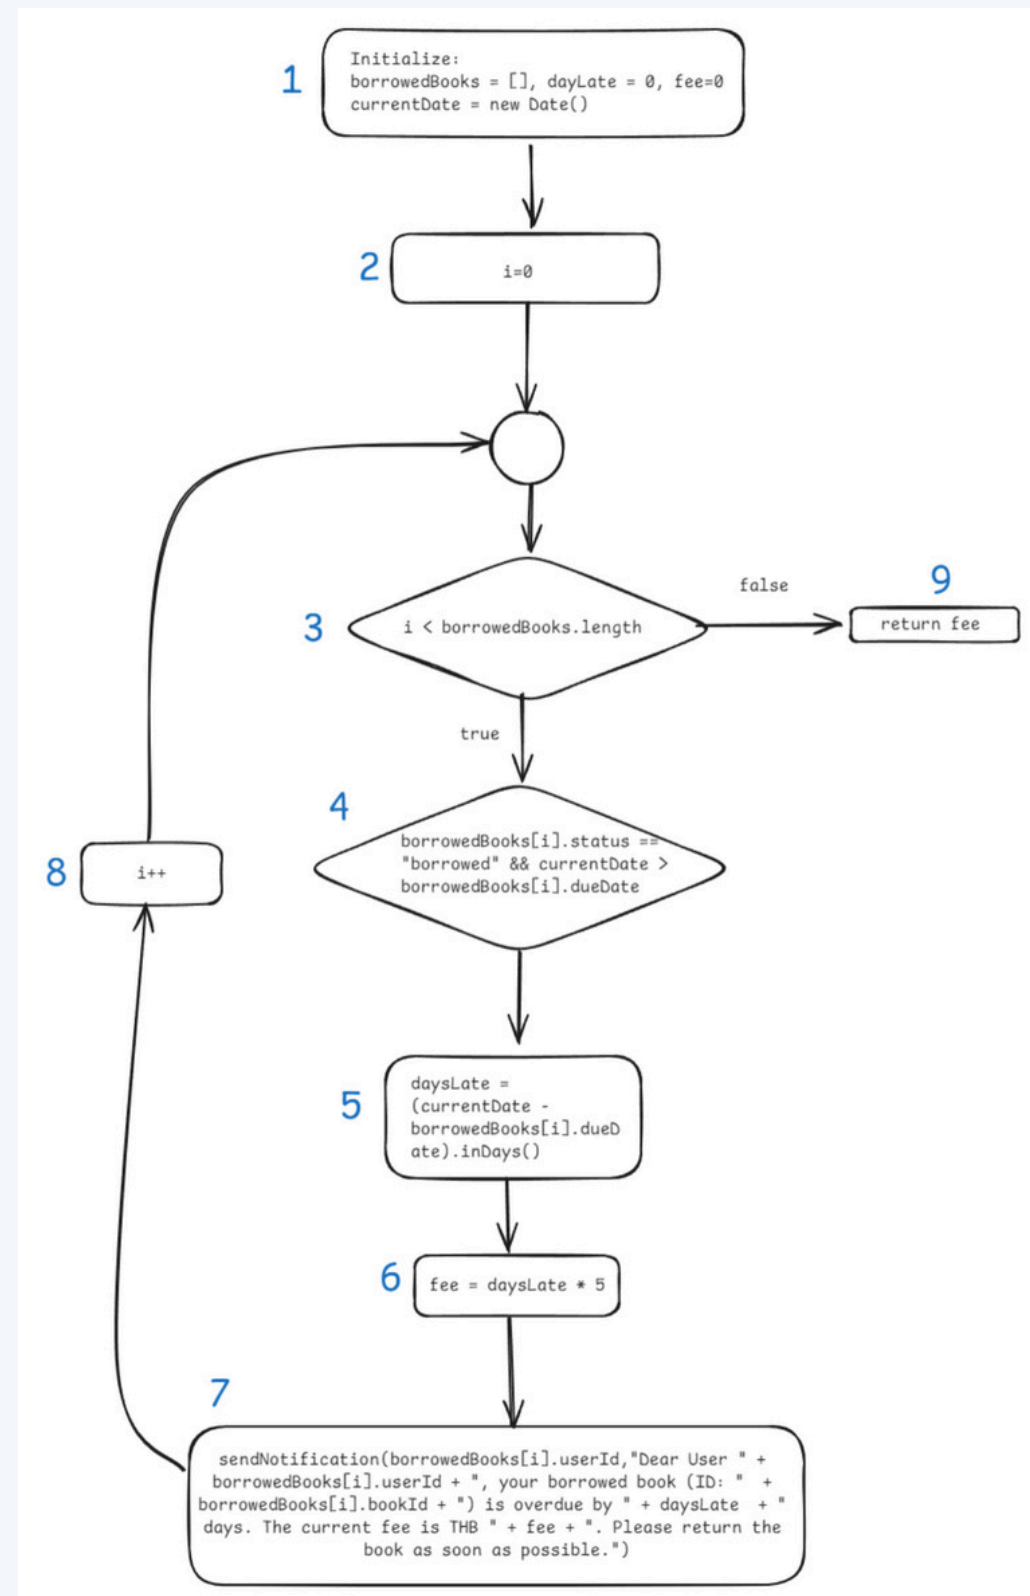 1
Initialize:
borrowedBooks = [], dayLate = 0, fee=0
currentDate = new Date()
2
i=0
3
i < borrowedBooks.length
false
9
return fee
true
4
borrowedBooks[i].status ==
"borrowed" && currentDate >
borrowedBooks[i].dueDate
8
i++
5
daysLate =
(currentDate -
borrowedBooks[i].dueD
ate).inDays()
6
fee = daysLate * 5
7
sendNotification(borrowedBooks[i].userId,"Dear User " +
borrowedBooks[i].userId + ", your borrowed book (ID: " +
borrowedBooks[i].bookId + ") is overdue by " + daysLate + "
days. The current fee is THB " + fee + ". Please return the
book as soon as possible.")